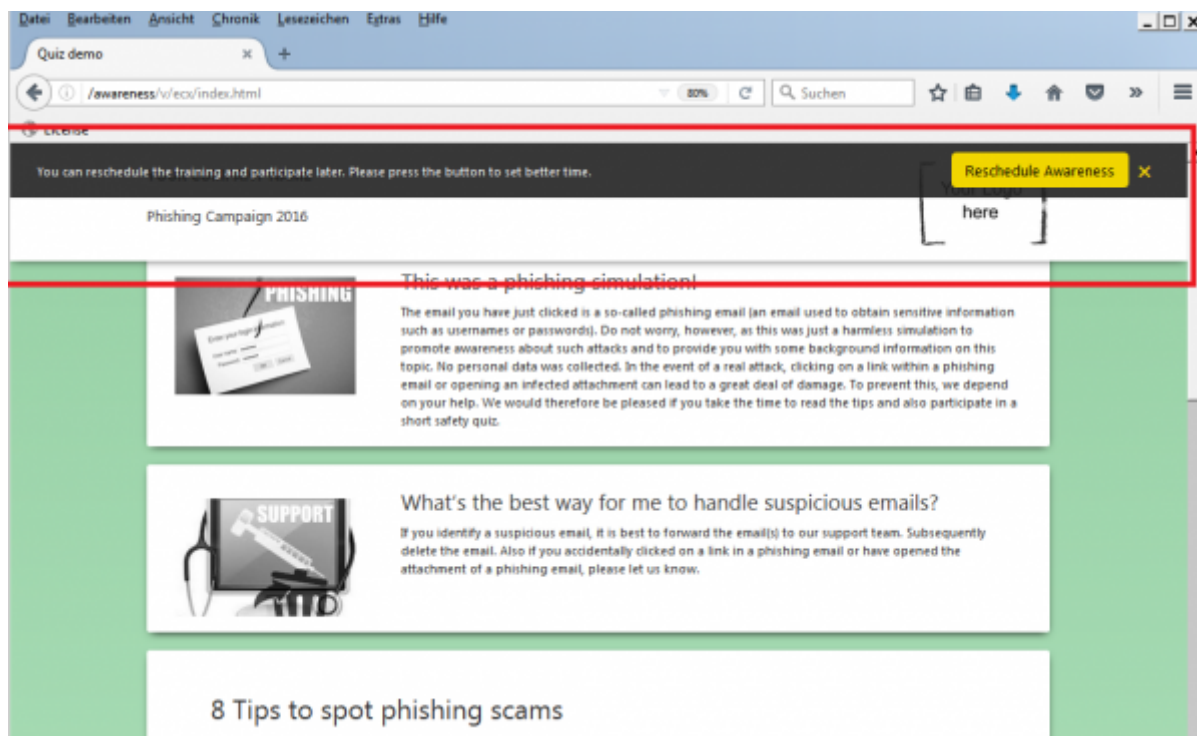 Datei Bearbeiten Ansicht Chronik Lesezeichen Extras Hilfe
Quiz demo
/awareness/v/ecx/index.html
80%
Suchen
License
You can reschedule the training and participate later. Please press the button to set better time.
Reschedule Awareness
Your Logo
here
Phishing Campaign 2016
PHISHING
This was a phishing simulation!
The email you have just clicked is a so-called phishing email (an email used to obtain sensitive information
such as usernames or passwords). Do not worry, however, as this was just a harmless simulation to
promote awareness about such attacks and to provide you with some background information on this
topic. No personal data was collected. In the event of a real attack, clicking on a link within a phishing
email or opening an infected attachment can lead to a great deal of damage. To prevent this, we depend
on your help. We would therefore be pleased if you take the time to read the tips and also participate in a
short safety quiz.
SUPPORT
What's the best way for me to handle suspicious emails?
If you identify a suspicious email, it is best to forward the email(s) to our support team. Subsequently
delete the email. Also if you accidentally clicked on a link in a phishing email or have opened the
attachment of a phishing email, please let us know.
8 Tips to spot phishing scams